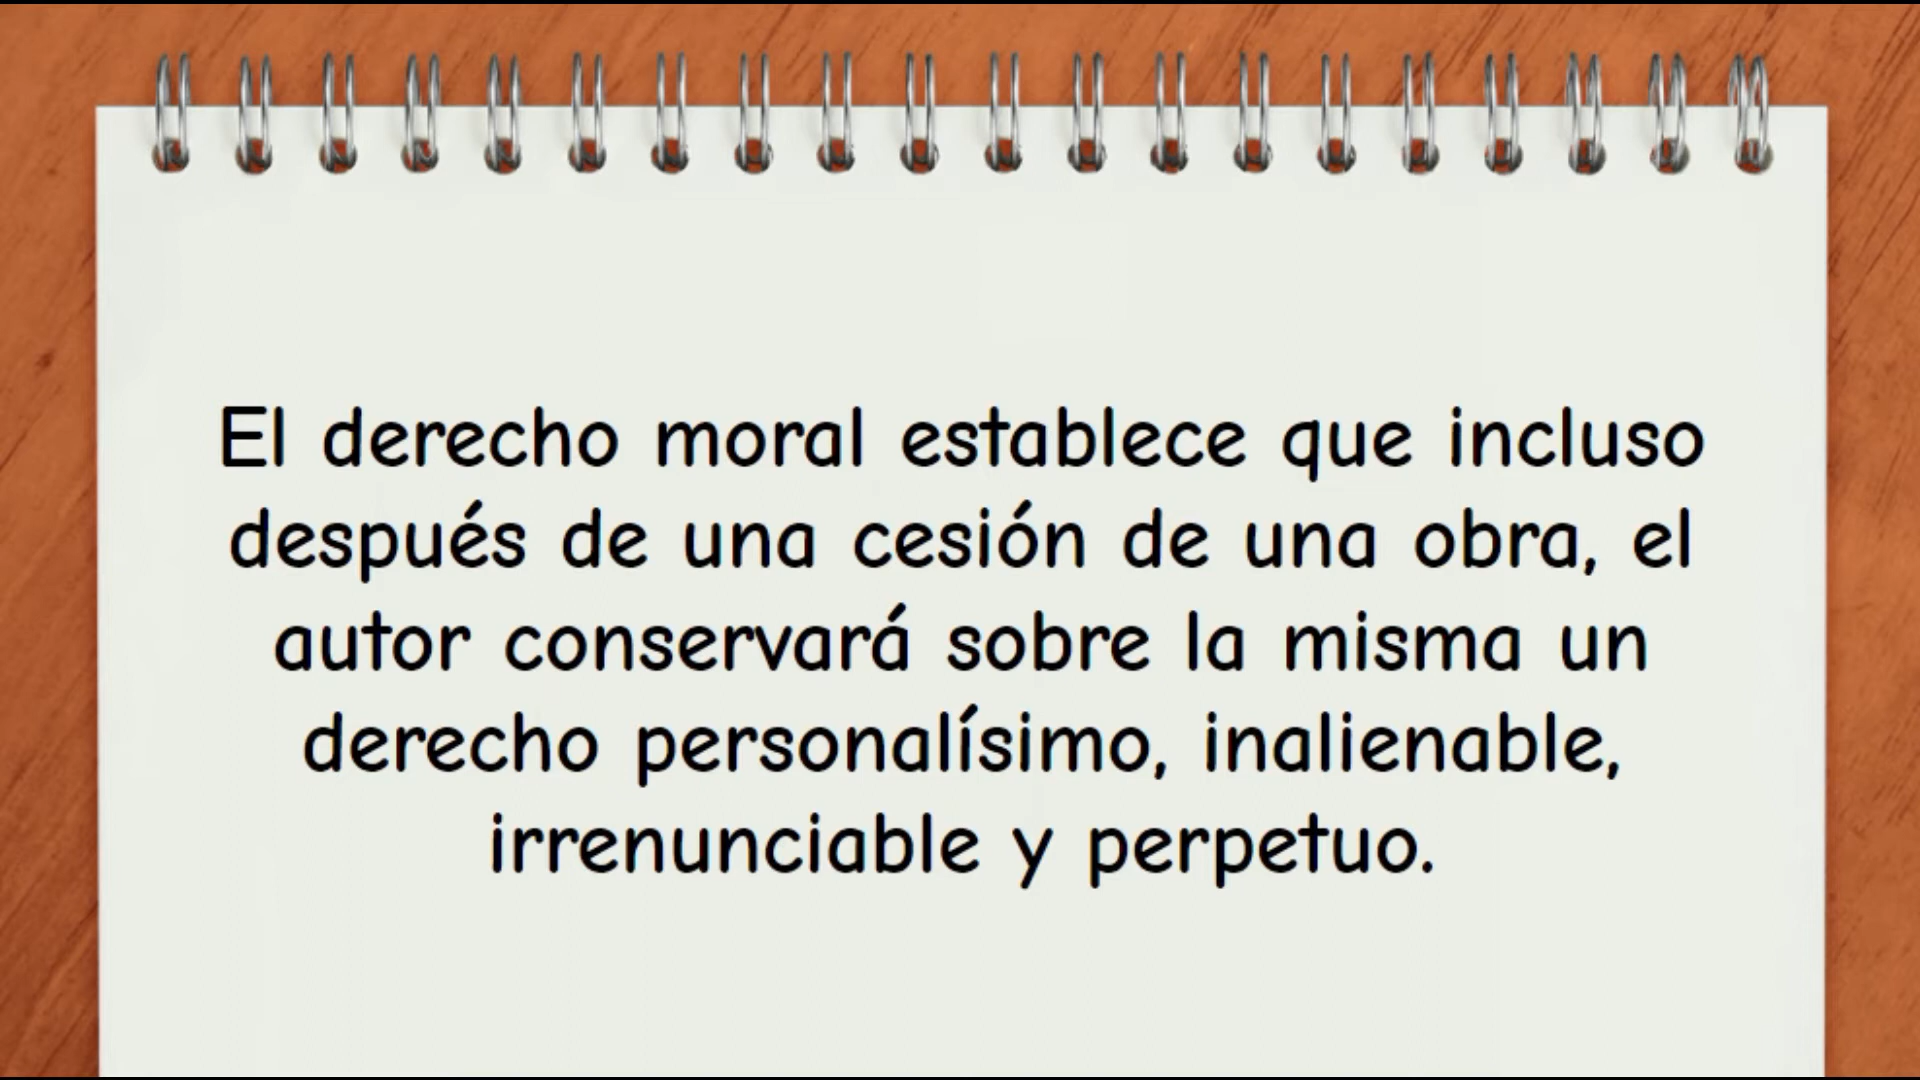 El derecho moral establece que incluso
después de una cesión de una obra, el
autor conservará sobre la misma un
derecho personalísimo, inalienable,
irrenunciable y perpetuo.